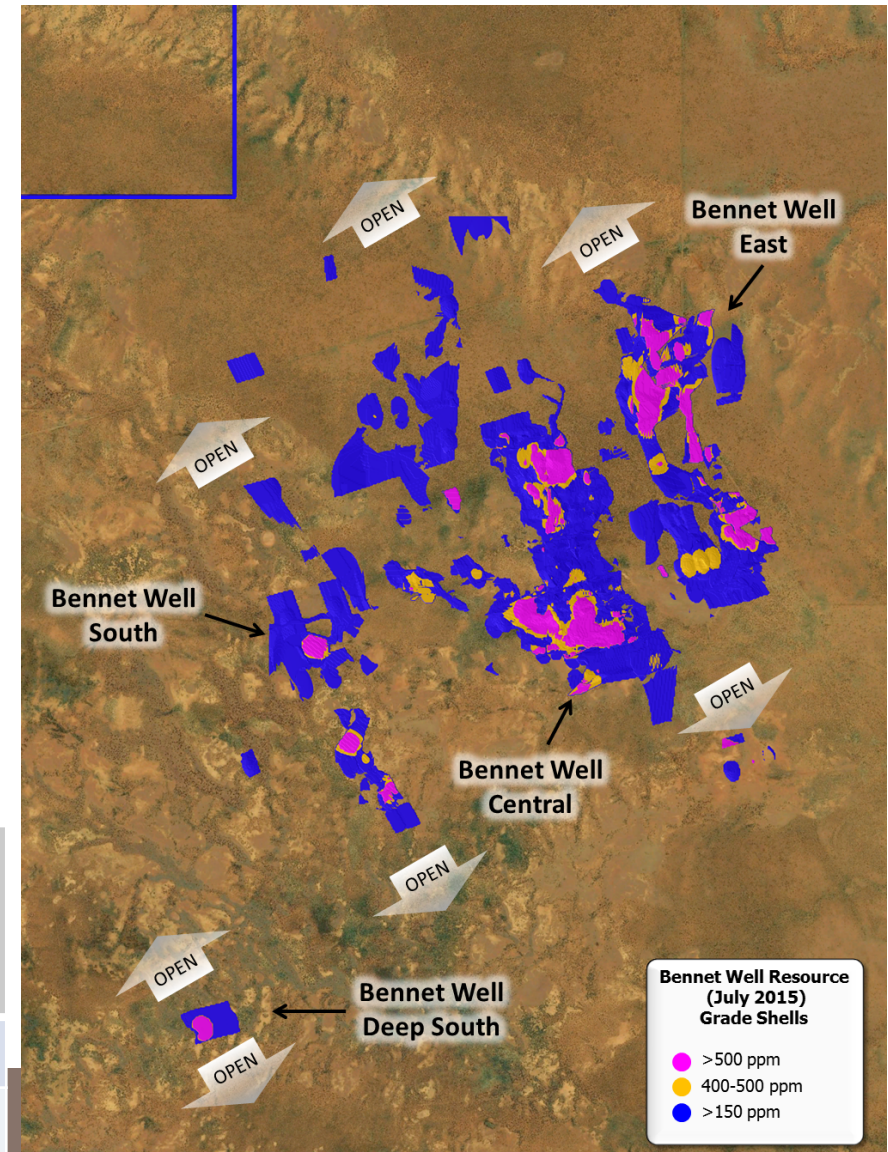 OPEN
OPEN
Bennet Well
East
OPEN
Bennet Well
South
OPEN
Bennet Well
Central
OPEN
OPEN
Bennet Well
Deep South
OPEN
Bennet Well Resource
(July 2015)
Grade Shells
>500 ppm
400-500 ppm
>150 ppm